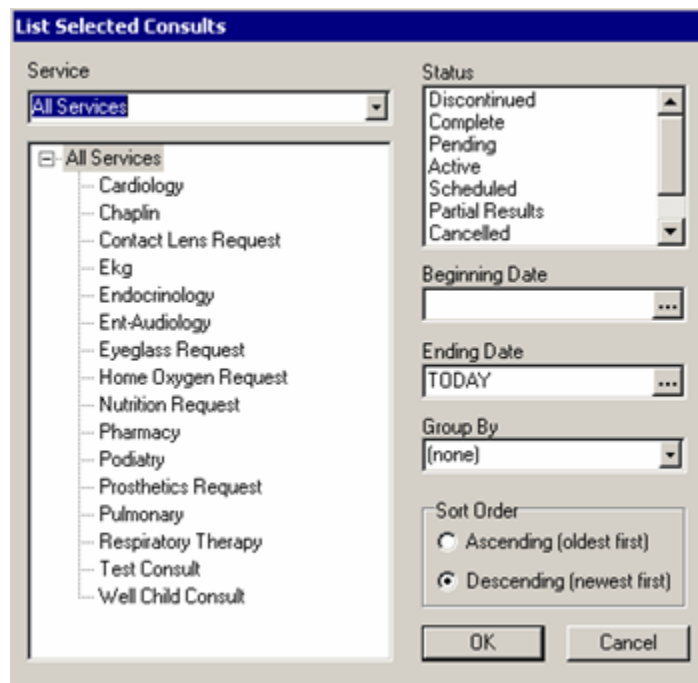 List Selected Consults
Service
All Services
All Services
Cardiology
Chaplin
Contact Lens Request
Ekg
Endocrinology
Ent-Audiology
Eyeglass Request
Home Oxygen Request
Nutrition Request
Pharmacy
Podiatry
Prosthetics Request
Pulmonary
Respiratory Therapy
Test Consult
Well Child Consult
Status
Discontinued
Complete
Pending
Active
Scheduled
Partial Results
Cancelled
Beginning Date
...
Ending Date
TODAY ...
Group By
(none)
Sort Order
Ascending (oldest first)
Descending (newest first)
OK Cancel